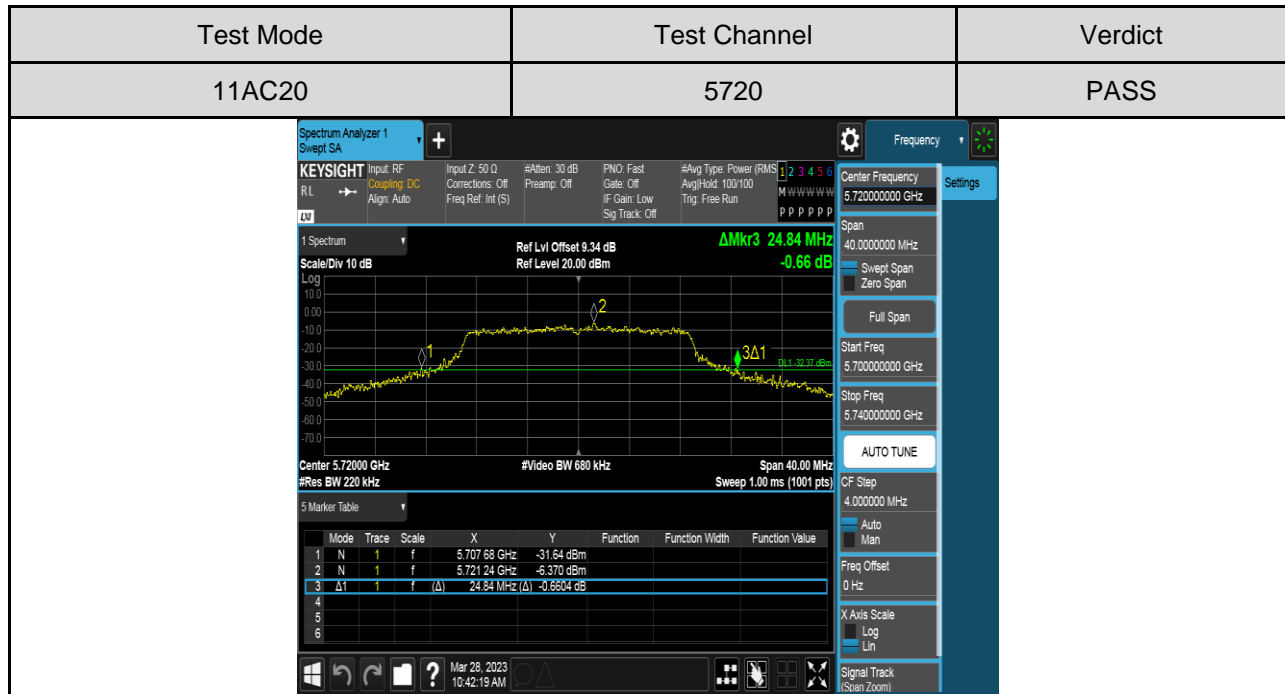 Test Mode Test Channel Verdict
11AC20 5720 PASS
Spectrum Analyzer 1
Swept SA
+
Frequency
KEYSIGHT Input: RF Input Z: 50 Ω #Atten: 30 dB PNO: Fast #Avg Type: Power (RMS 1 2 3 4 5 6
RL Coupling: DC Corrections: Off Preamp: Off Gate: Off Avg|Hold: 100/100 M W W W W W
Align: Auto Freq Ref: Int (S) IF Gain: Low Trig: Free Run
LXI Sig Track: Off P P P P P P
Center Frequency
5.720000000 GHz
Settings
Span
40.0000000 MHz
Swept Span
Zero Span
Full Span
Start Freq
5.700000000 GHz
Stop Freq
5.740000000 GHz
AUTO TUNE
CF Step
4.000000 MHz
Auto
Man
Freq Offset
0 Hz
X Axis Scale
Log
Lin
Signal Track
(Span Zoom)
1 Spectrum
Ref Lvl Offset 9.34 dB ΔMkr3 24.84 MHz
Scale/Div 10 dB Ref Level 20.00 dBm -0.66 dB
Log
10.0
0.00
-10.0
-20.0
-30.0
-40.0
-50.0
-60.0
-70.0
2
1
3Δ1
DL1 -32.37 dBm
Center 5.72000 GHz #Video BW 680 kHz Span 40.00 MHz
#Res BW 220 kHz Sweep 1.00 ms (1001 pts)
5 Marker Table
Mode Trace Scale X Y Function Function Width Function Value
1 N 1 f 5.707 68 GHz -31.64 dBm
2 N 1 f 5.721 24 GHz -6.370 dBm
3 Δ1 1 f (Δ) 24.84 MHz (Δ) -0.6604 dB
4
5
6
? Mar 28, 2023
10:42:19 AM